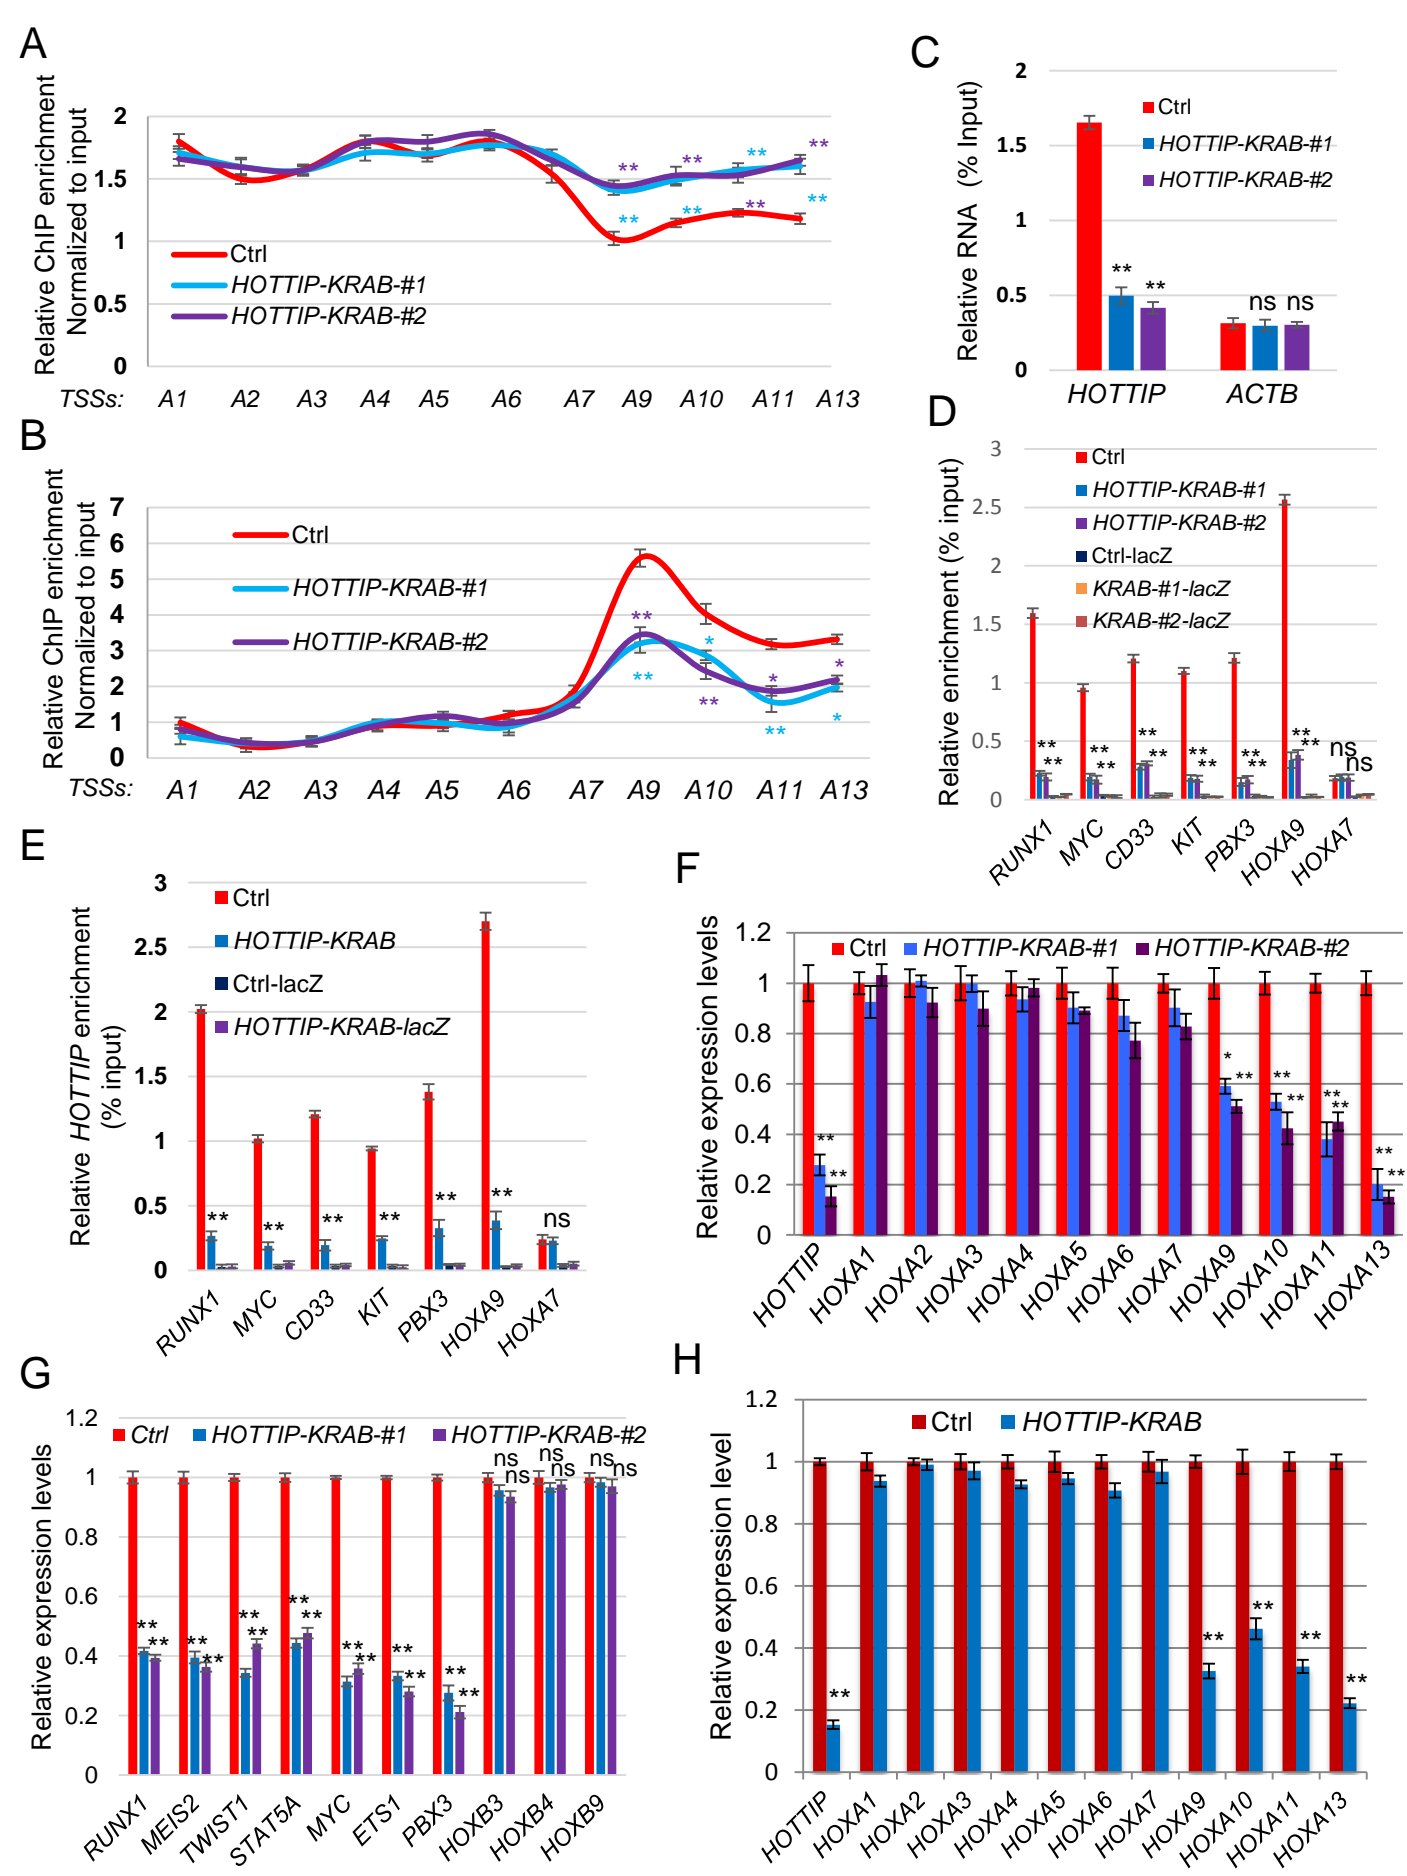 A
Relative ChIP enrichment
Normalized to input
2
1.5
1
0.5
0
Ctrl
HOTTIP-KRAB-#1
HOTTIP-KRAB-#2
** ** ** **
** ** ** **
TSSs: A1 A2 A3 A4 A5 A6 A7 A9 A10 A11 A13
B
Relative ChIP enrichment
Normalized to input
7
6
5
4
3
2
1
0
Ctrl
HOTTIP-KRAB-#1
HOTTIP-KRAB-#2
** * * *
** ** ** *
TSSs: A1 A2 A3 A4 A5 A6 A7 A9 A10 A11 A13
C
Relative RNA (% Input)
2
1.5
1
0.5
0
Ctrl
HOTTIP-KRAB-#1
HOTTIP-KRAB-#2
** ** ns ns
HOTTIP ACTB
D
Relative enrichment (% input)
3
2.5
2
1.5
1
0.5
0
Ctrl
HOTTIP-KRAB-#1
HOTTIP-KRAB-#2
Ctrl-lacZ
KRAB-#1-lacZ
KRAB-#2-lacZ
** ** ** ** ** ** ns
** ** ** ** ** ** ns
RUNX1 MYC CD33 KIT PBX3 HOXA9 HOXA7
E
Relative HOTTIP enrichment
(% input)
3
2.5
2
1.5
1
0.5
0
Ctrl
HOTTIP-KRAB
Ctrl-lacZ
HOTTIP-KRAB-lacZ
** ** ** ** ** ** ns
RUNX1 MYC CD33 KIT PBX3 HOXA9 HOXA7
F
Relative expression levels
1.2
1
0.8
0.6
0.4
0.2
0
Ctrl HOTTIP-KRAB-#1 HOTTIP-KRAB-#2
** ** * ** ** ** ** ** ** **
HOTTIP HOXA1 HOXA2 HOXA3 HOXA4 HOXA5 HOXA6 HOXA7 HOXA9 HOXA10 HOXA11 HOXA13
G
Relative expression levels
1.2
1
0.8
0.6
0.4
0.2
0
Ctrl HOTTIP-KRAB-#1 HOTTIP-KRAB-#2
** ** ** ** ** ** ** ** ** ** ** ** ** ** ns ns ns ns ns ns
RUNX1 MEIS2 TWIST1 STAT5A MYC ETS1 PBX3 HOXB3 HOXB4 HOXB9
H
Relative expression level
1.2
1
0.8
0.6
0.4
0.2
0
Ctrl HOTTIP-KRAB
** ** ** ** **
HOTTIP HOXA1 HOXA2 HOXA3 HOXA4 HOXA5 HOXA6 HOXA7 HOXA9 HOXA10 HOXA11 HOXA13